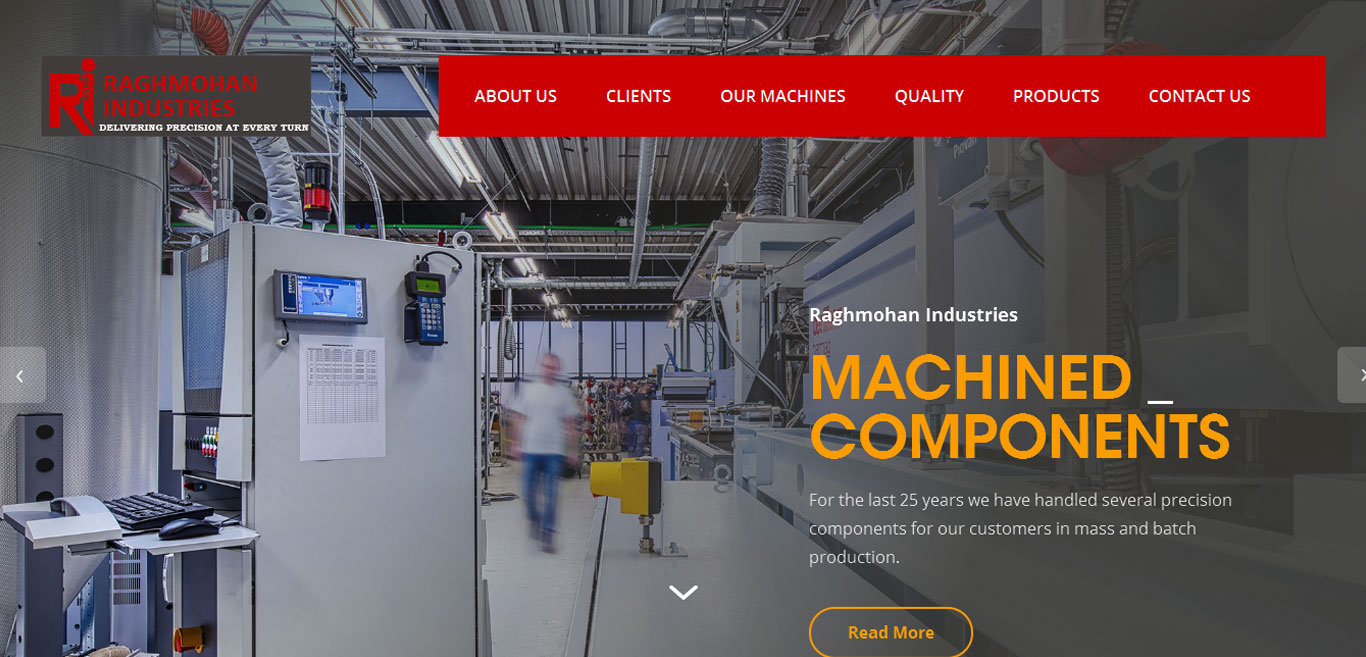 RAGHMOHAN
INDUSTRIES
DELIVERING PRECISION AT EVERY TURN
ABOUT US
CLIENTS
OUR MACHINES
QUALITY
PRODUCTS
CONTACT US
Piovan
Raghmohan Industries
MACHINED _
COMPONENTS
For the last 25 years we have handled several precision
components for our customers in mass and batch
production.
Read More